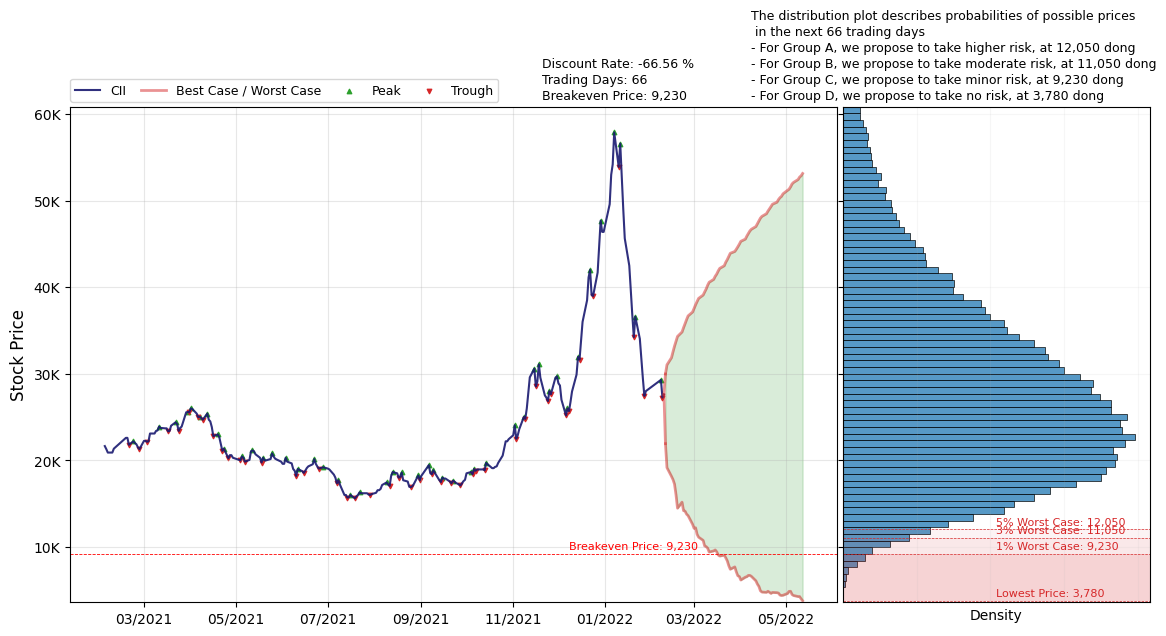 The distribution plot describes probabilities of possible prices
in the next 66 trading days
- For Group A, we propose to take higher risk, at 12,050 dong
- For Group B, we propose to take moderate risk, at 11,050 dong
- For Group C, we propose to take minor risk, at 9,230 dong
- For Group D, we propose to take no risk, at 3,780 dong
Discount Rate: -66.56 %
Trading Days: 66
Breakeven Price: 9,230
CII
Best Case / Worst Case
Peak
Trough
Stock Price
60K
50K
40K
30K
20K
10K
Breakeven Price: 9,230
03/2021
05/2021
07/2021
09/2021
11/2021
01/2022
03/2022
05/2022
5% Worst Case: 12,050
3% Worst Case: 11,050
1% Worst Case: 9,230
Lowest Price: 3,780
Density